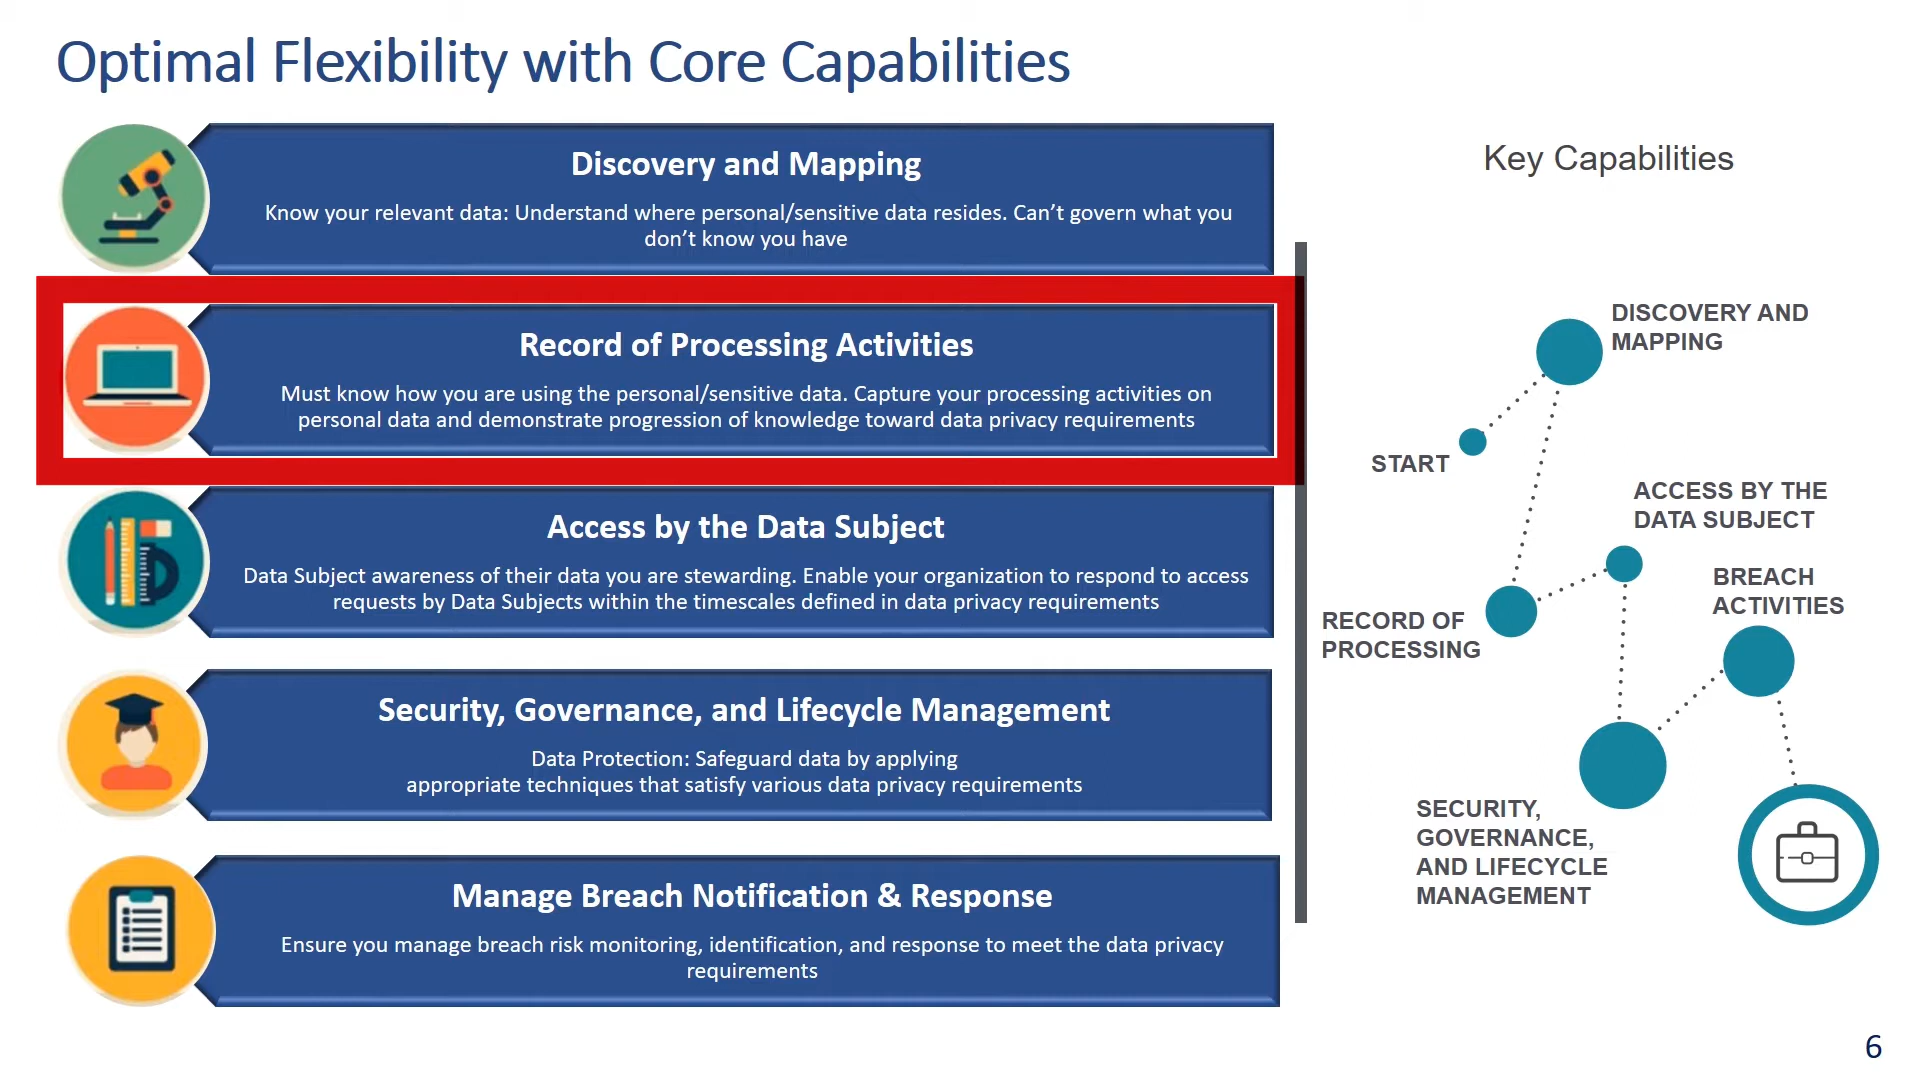 Optimal Flexibility with Core Capabilities
Discovery and Mapping
Know your relevant data: Understand where personal/sensitive data resides. Can’t govern what you
don’t know you have
Record of Processing Activities
Must know how you are using the personal/sensitive data. Capture your processing activities on
personal data and demonstrate progression of knowledge toward data privacy requirements
Access by the Data Subject
Data Subject awareness of their data you are stewarding. Enable your organization to respond to access
requests by Data Subjects within the timescales defined in data privacy requirements
Security, Governance, and Lifecycle Management
Data Protection: Safeguard data by applying
appropriate techniques that satisfy various data privacy requirements
Manage Breach Notification & Response
Ensure you manage breach risk monitoring, identification, and response to meet the data privacy
requirements
Key Capabilities
DISCOVERY AND
MAPPING
START
ACCESS BY THE
DATA SUBJECT
BREACH
ACTIVITIES
RECORD OF
PROCESSING
SECURITY,
GOVERNANCE,
AND LIFECYCLE
MANAGEMENT
6